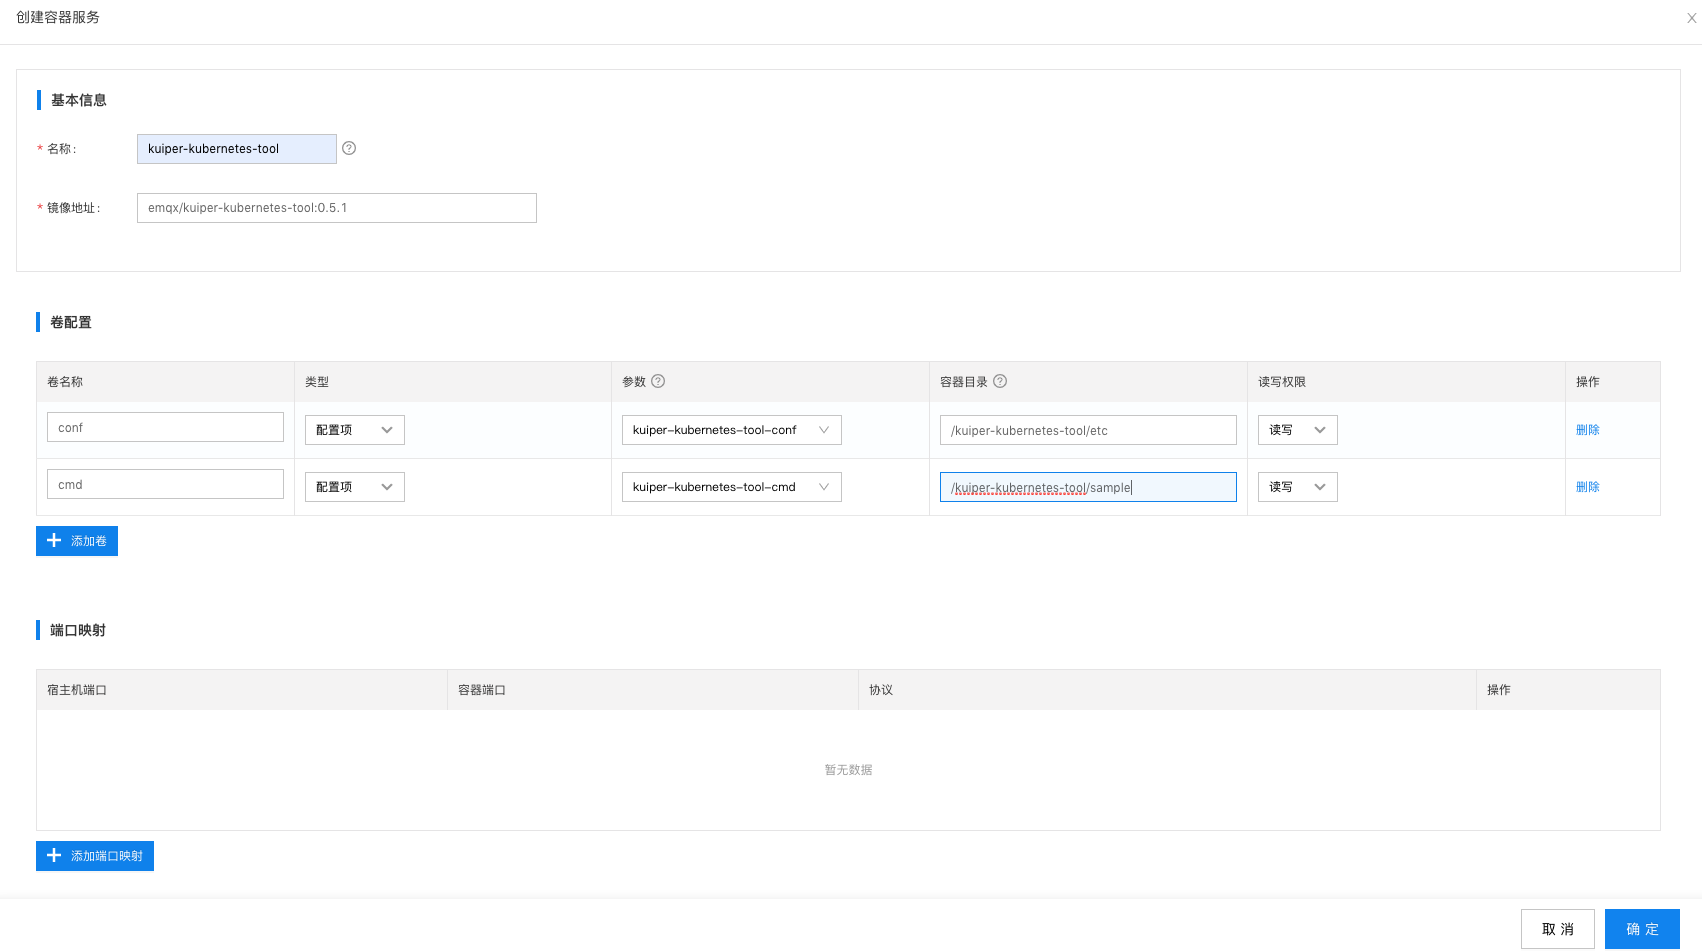 创建容器服务
基本信息
* 名称: kuiper-kubernetes-tool
* 镜像地址: emqx/kuiper-kubernetes-tool:0.5.1
卷配置
卷名称 类型 参数 容器目录 读写权限 操作
conf 配置项 kuiper-kubernetes-tool-conf /kuiper-kubernetes-tool/etc 读写 删除
cmd 配置项 kuiper-kubernetes-tool-cmd /kuiper-kubernetes-tool/sample 读写 删除
添加卷
端口映射
宿主机端口 容器端口 协议 操作
暂无数据
添加端口映射
取 消 确 定